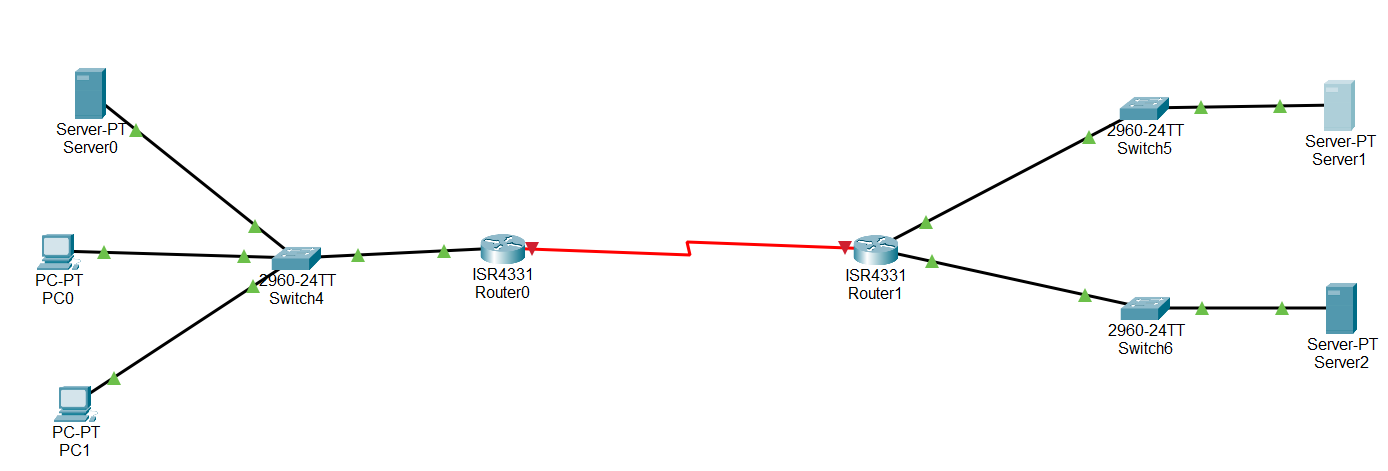 Server-PT
Server0
PC-PT
PC0
PC-PT
PC1
2960-24TT
Switch4
ISR4331
Router0
ISR4331
Router1
2960-24TT
Switch5
Server-PT
Server1
2960-24TT
Switch6
Server-PT
Server2